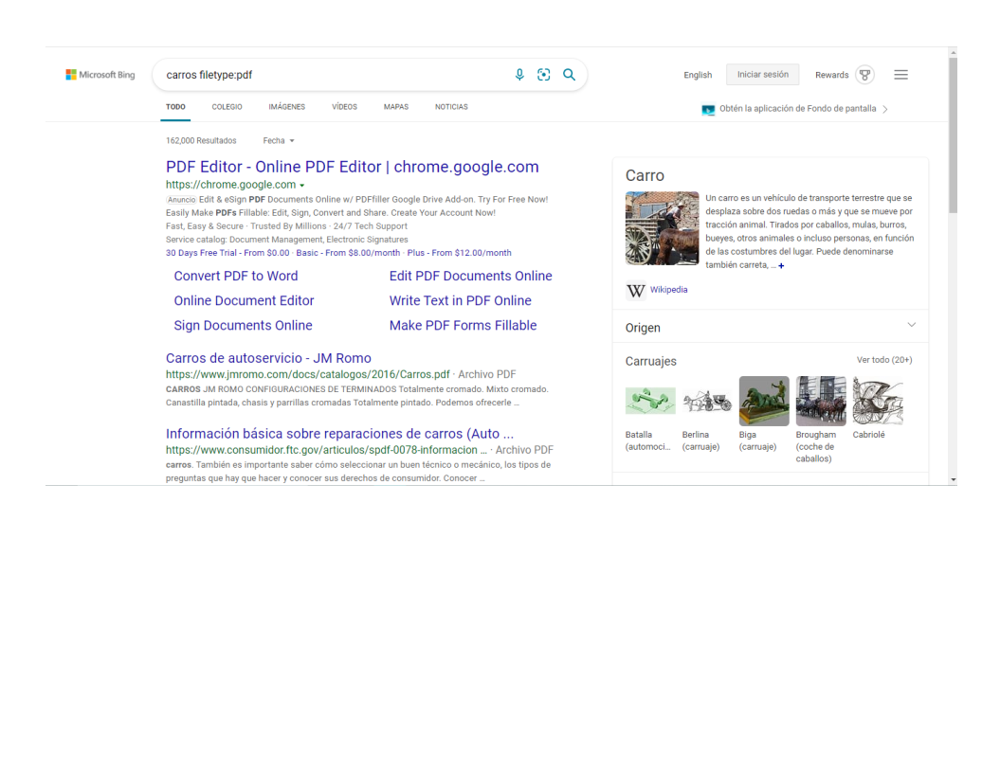 Microsoft Bing
carros filetype:pdf
English
Iniciar sesión
Rewards
TODO COLEGIO IMÁGENES VÍDEOS MAPAS NOTICIAS
Obtén la aplicación de Fondo de pantalla
162,000 Resultados Fecha
PDF Editor - Online PDF Editor | chrome.google.com
https://chrome.google.com
Anuncio Edit & eSign PDF Documents Online w/ PDFfiller Google Drive Add-on. Try For Free Now!
Easily Make PDFs Fillable: Edit, Sign, Convert and Share. Create Your Account Now!
Fast, Easy & Secure · Trusted By Millions · 24/7 Tech Support
Service catalog: Document Management, Electronic Signatures
30 Days Free Trial - From $0.00 · Basic - From $8.00/month · Plus - From $12.00/month
Convert PDF to Word Edit PDF Documents Online
Online Document Editor Write Text in PDF Online
Sign Documents Online Make PDF Forms Fillable
Carros de autoservicio - JM Romo
https://www.jmromo.com/docs/catalogos/2016/Carros.pdf · Archivo PDF
CARROS JM ROMO CONFIGURACIONES DE TERMINADOS Totalmente cromado. Mixto cromado.
Canastilla pintada, chasis y parrillas cromadas Totalmente pintado. Podemos ofrecerle ...
Información básica sobre reparaciones de carros (Auto ...
https://www.consumidor.ftc.gov/articulos/spdf-0078-informacion ... · Archivo PDF
carros. También es importante saber cómo seleccionar un buen técnico o mecánico, los tipos de
preguntas que hay que hacer y conocer sus derechos de consumidor. Conocer ...
Carro
Un carro es un vehículo de transporte terrestre que se
desplaza sobre dos ruedas o más y que se mueve por
tracción animal. Tirados por caballos, mulas, burros,
bueyes, otros animales o incluso personas, en función
de las costumbres del lugar. Puede denominarse
también carreta, ... +
W Wikipedia
Origen
Carruajes Ver todo (20+)
Batalla
(automoci...
Berlina
(carruaje)
Biga
(carruaje)
Brougham
(coche de
caballos)
Cabriolé